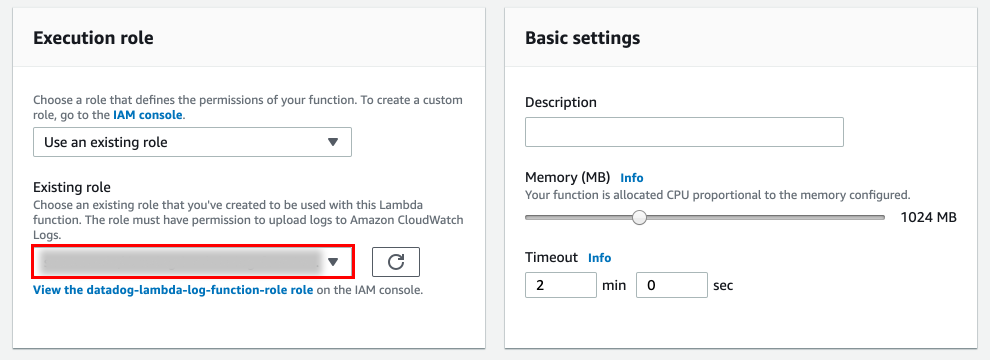 Execution role
Choose a role that defines the permissions of your function. To create a custom
role, go to the IAM console.
Use an existing role
Existing role
Choose an existing role that you've created to be used with this Lambda
function. The role must have permission to upload logs to Amazon CloudWatch
Logs.
View the datadog-lambda-log-function-role role on the IAM console.
Basic settings
Description
Memory (MB) Info
Your function is allocated CPU proportional to the memory configured.
1024 MB
Timeout Info
2 min 0 sec